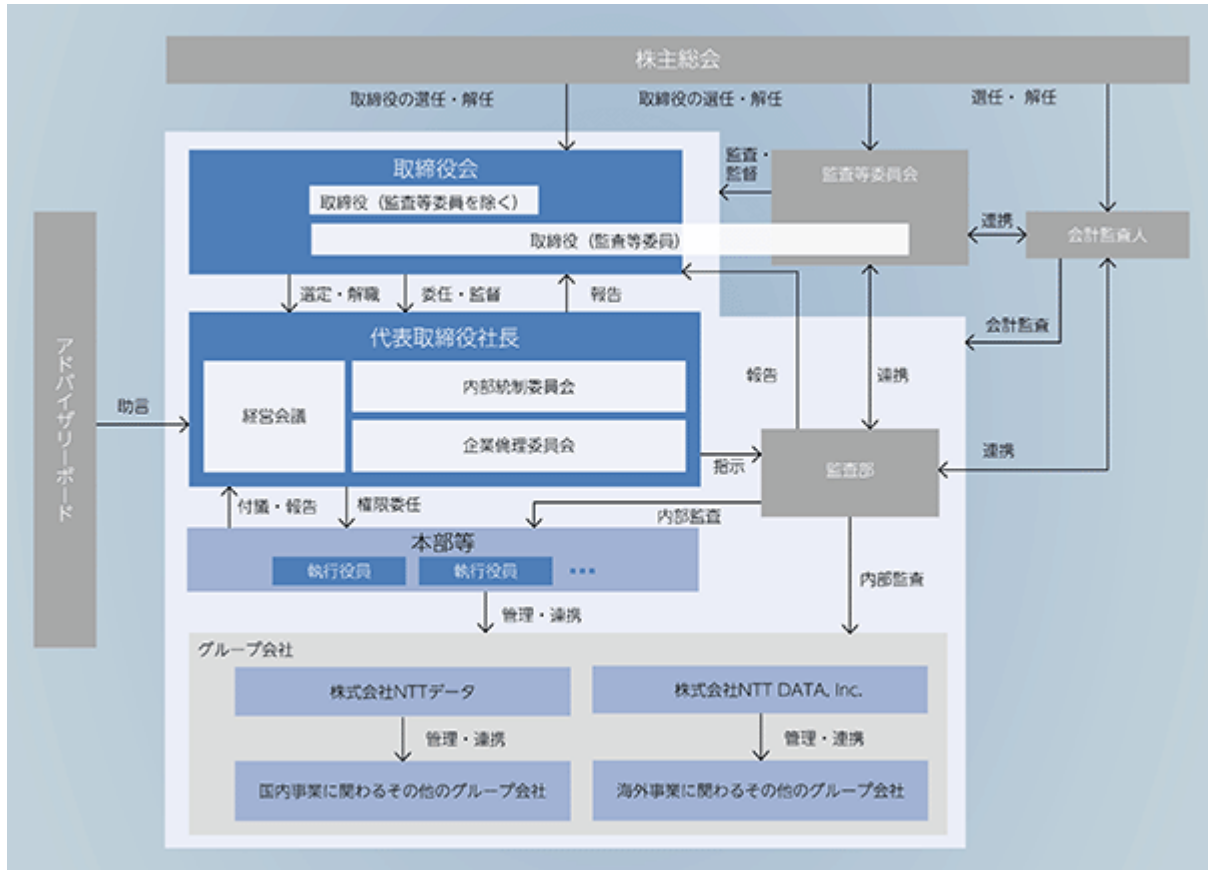 株主総会
取締役の選任・解任
取締役の選任・解任
選任・ 解任
取締役会
取締役（監査等委員を除く）
取締役（監査等委員）
監査・
監督
監査等委員会
連携
会計監査人
選定・解職
委任・監督
報告
会計監査
アドバイザリーボード
助言
代表取締役社長
経営会議
内部統制委員会
企業倫理委員会
報告
連携
指示
監査部
連携
付議・報告
権限委任
内部監査
本部等
執行役員
執行役員
•••
内部監査
管理・連携
グループ会社
株式会社NTTデータ
株式会社NTT DATA, Inc.
管理・連携
管理・連携
国内事業に関わるその他のグループ会社
海外事業に関わるその他のグループ会社